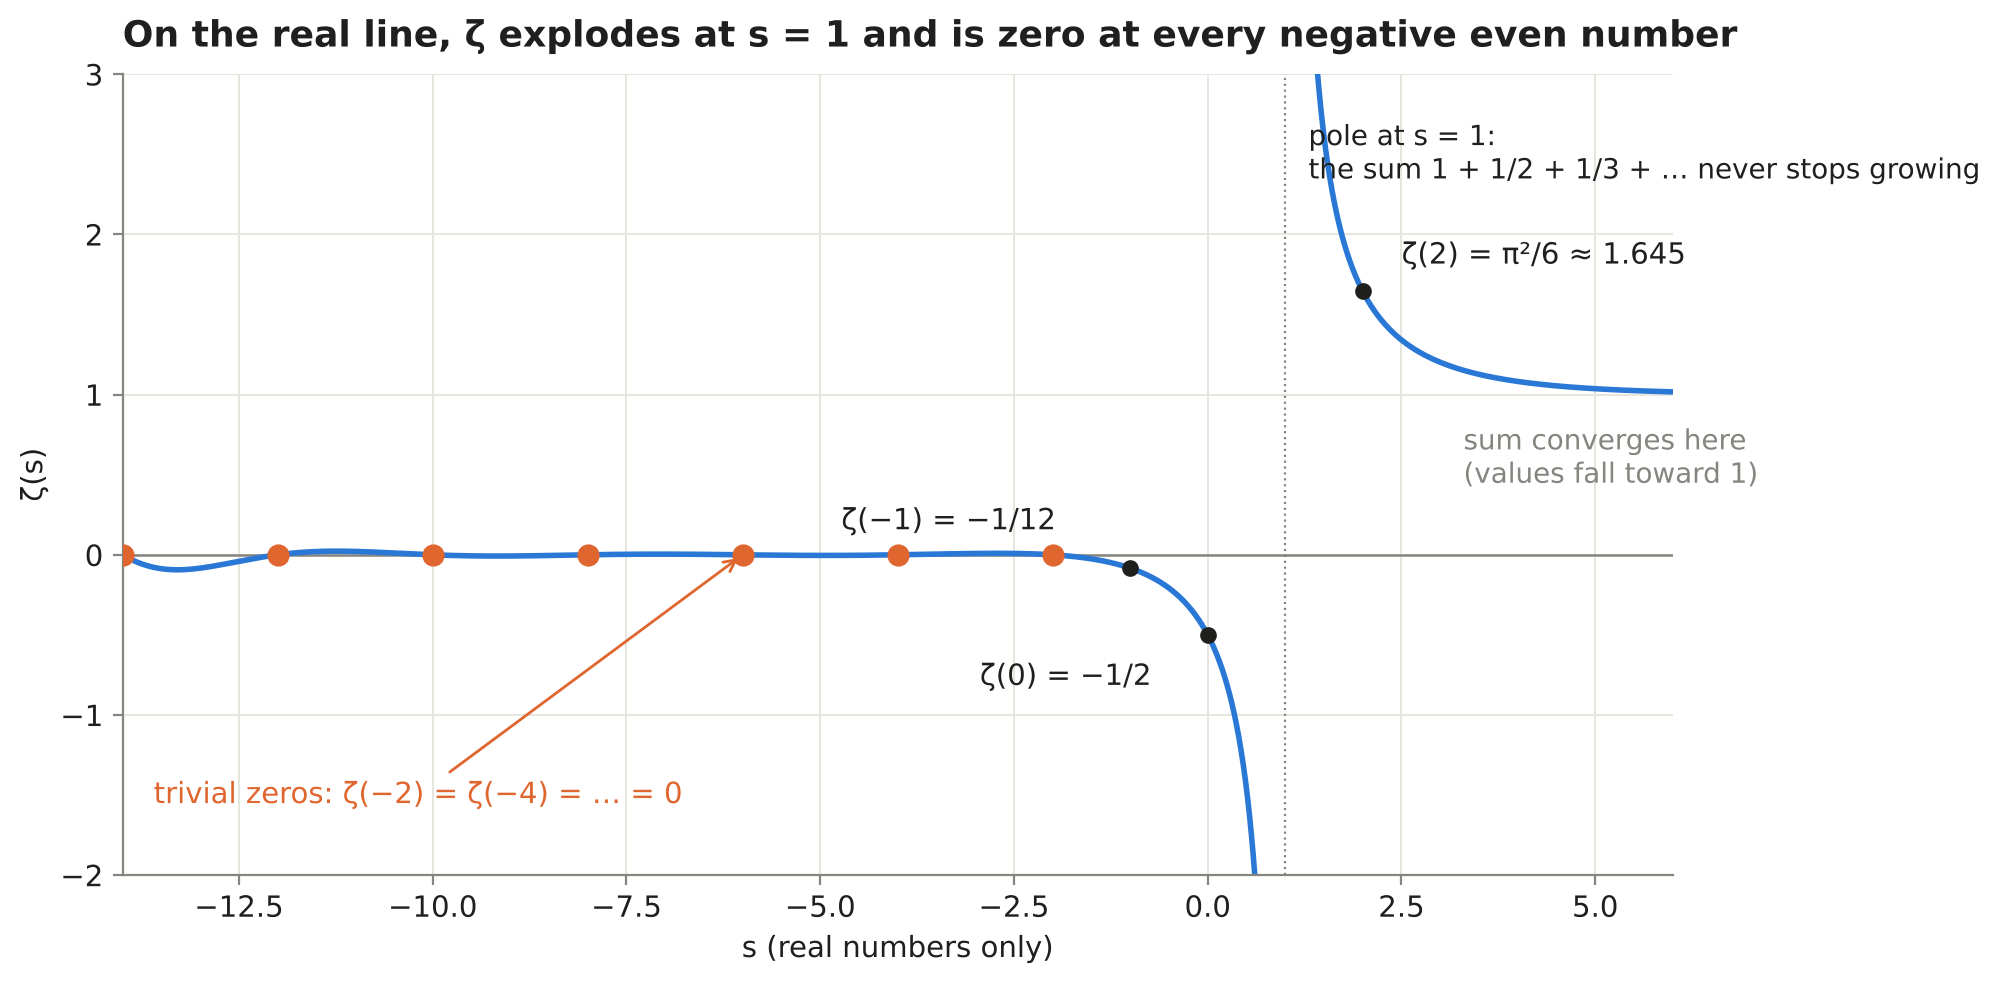 On the real line, ζ explodes at s = 1 and is zero at every negative even number
3
2
1
0
−1
−2
ζ(s)
pole at s = 1:
the sum 1 + 1/2 + 1/3 + … never stops growing
ζ(2) = π²/6 ≈ 1.645
sum converges here
(values fall toward 1)
ζ(−1) = −1/12
ζ(0) = −1/2
trivial zeros: ζ(−2) = ζ(−4) = … = 0
−12.5
−10.0
−7.5
−5.0
−2.5
0.0
2.5
5.0
s (real numbers only)